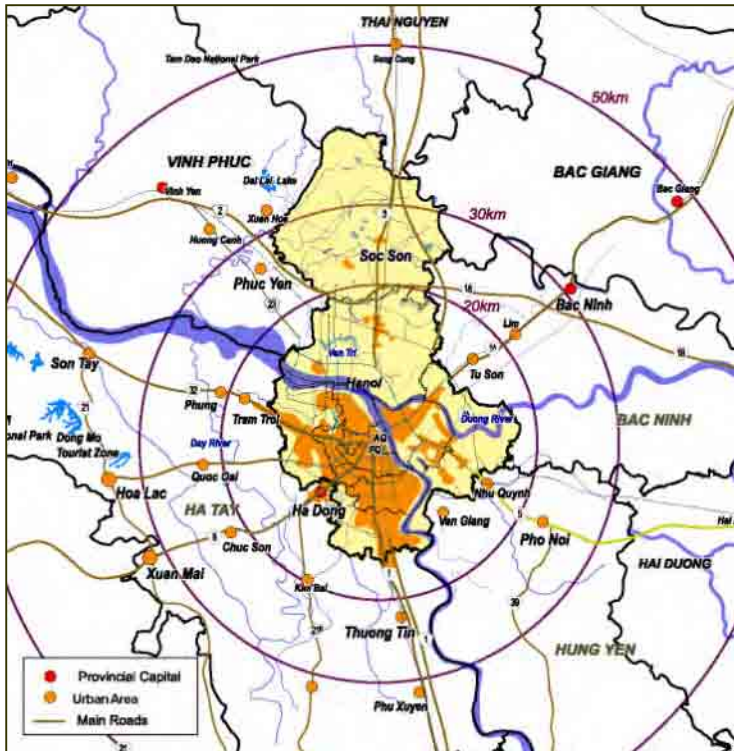 THAI NGUYEN
Tam Dao National Park
Song Cong
50km
VINH PHUC
BAC GIANG
Dai Lai Lake
Vinh Yen
Bac Giang
Xuan Hoa
2
3
30km
Huong Canh
Soc Son
Phuc Yen
18
Bac Ninh
23
20km
Lim
Van Tri
1A
18
Son Tay
Tu Son
32
Hanoi
Phung
Tram Troi
21
Duong River
BAC NINH
Dong Mo
Tourist Zone
Day River
Quoc Oai
Hoa Lac
Nhu Quynh
HA TAY
Ha Dong
Van Giang
5
Pho Noi
6
Chuc Son
Xuan Mai
HAI DUONG
Kim Bai
1
39
Thuong Tin
1
HUNG YEN
Phu Xuyen
Provincial Capital
Urban Area
Main Roads
21